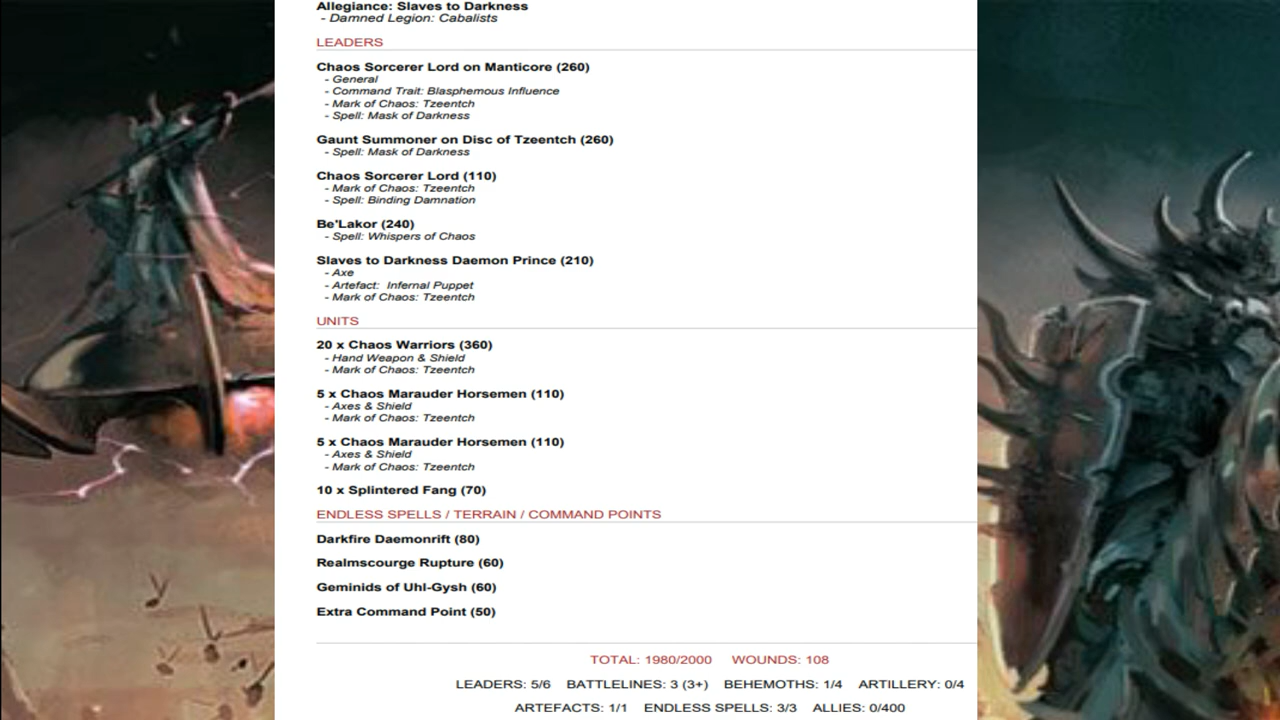 Allegiance: Slaves to Darkness
- Damned Legion: Cabalists
LEADERS
Chaos Sorcerer Lord on Manticore (260)
- General
- Command Trait: Blasphemous Influence
- Mark of Chaos: Tzeentch
- Spell: Mask of Darkness
Gaunt Summoner on Disc of Tzeentch (260)
- Spell: Mask of Darkness
Chaos Sorcerer Lord (110)
- Mark of Chaos: Tzeentch
- Spell: Binding Damnation
Be'Lakor (240)
- Spell: Whispers of Chaos
Slaves to Darkness Daemon Prince (210)
- Axe
- Artefact: Infernal Puppet
- Mark of Chaos: Tzeentch
UNITS
20 x Chaos Warriors (360)
- Hand Weapon & Shield
- Mark of Chaos: Tzeentch
5 x Chaos Marauder Horsemen (110)
- Axes & Shield
- Mark of Chaos: Tzeentch
5 x Chaos Marauder Horsemen (110)
- Axes & Shield
- Mark of Chaos: Tzeentch
10 x Splintered Fang (70)
ENDLESS SPELLS / TERRAIN / COMMAND POINTS
Darkfire Daemonrift (80)
Realmscourge Rupture (60)
Geminids of Uhl-Gysh (60)
Extra Command Point (50)
TOTAL: 1980/2000 WOUNDS: 108
LEADERS: 5/6 BATTLELINES: 3 (3+) BEHEMOTHS: 1/4 ARTILLERY: 0/4
ARTEFACTS: 1/1 ENDLESS SPELLS: 3/3 ALLIES: 0/400